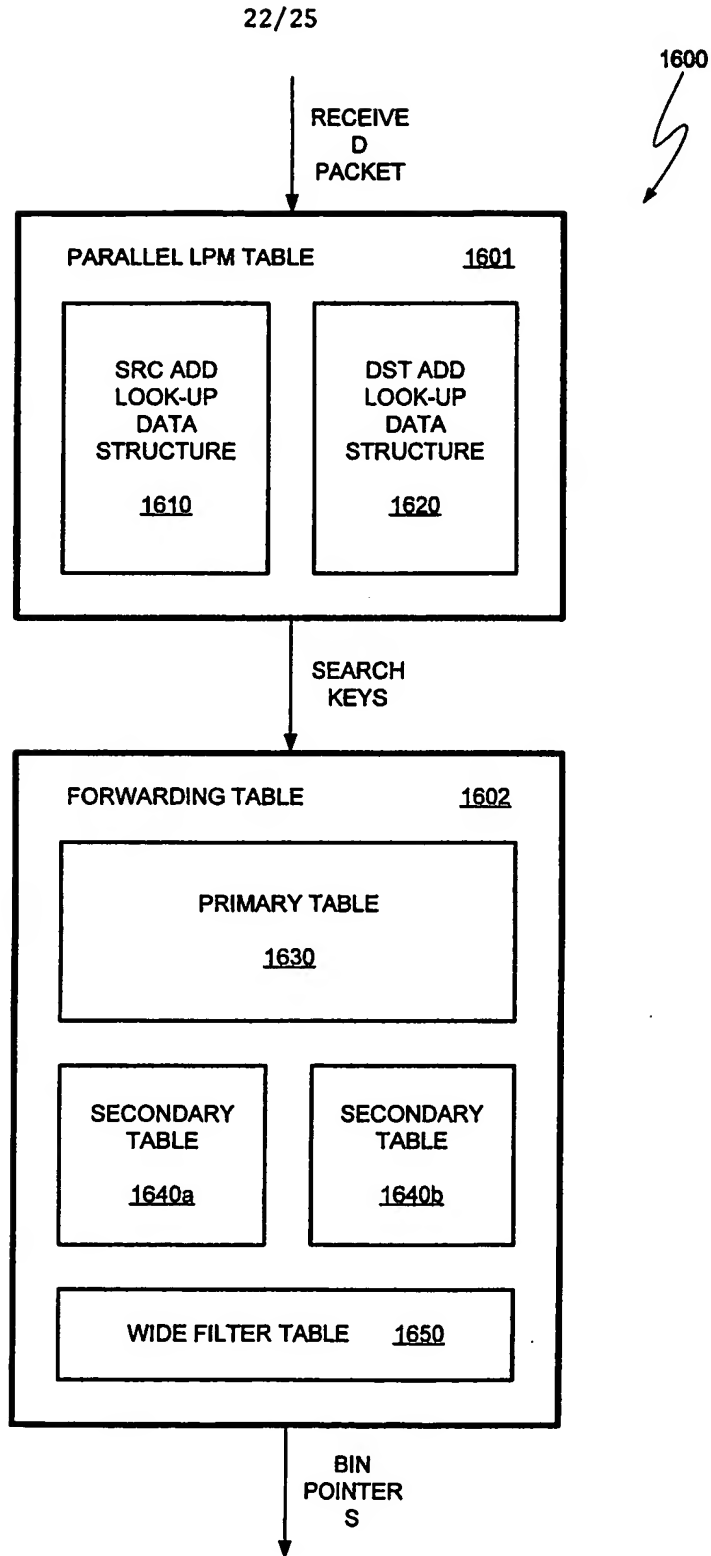 22/25
1600
RECEIVE
D
PACKET
PARALLEL LPM TABLE 1601
SRC ADD
LOOK-UP
DATA
STRUCTURE
1610
DST ADD
LOOK-UP
DATA
STRUCTURE
1620
SEARCH
KEYS
FORWARDING TABLE 1602
PRIMARY TABLE
1630
SECONDARY
TABLE
1640a
SECONDARY
TABLE
1640b
WIDE FILTER TABLE 1650
BIN
POINTER
S